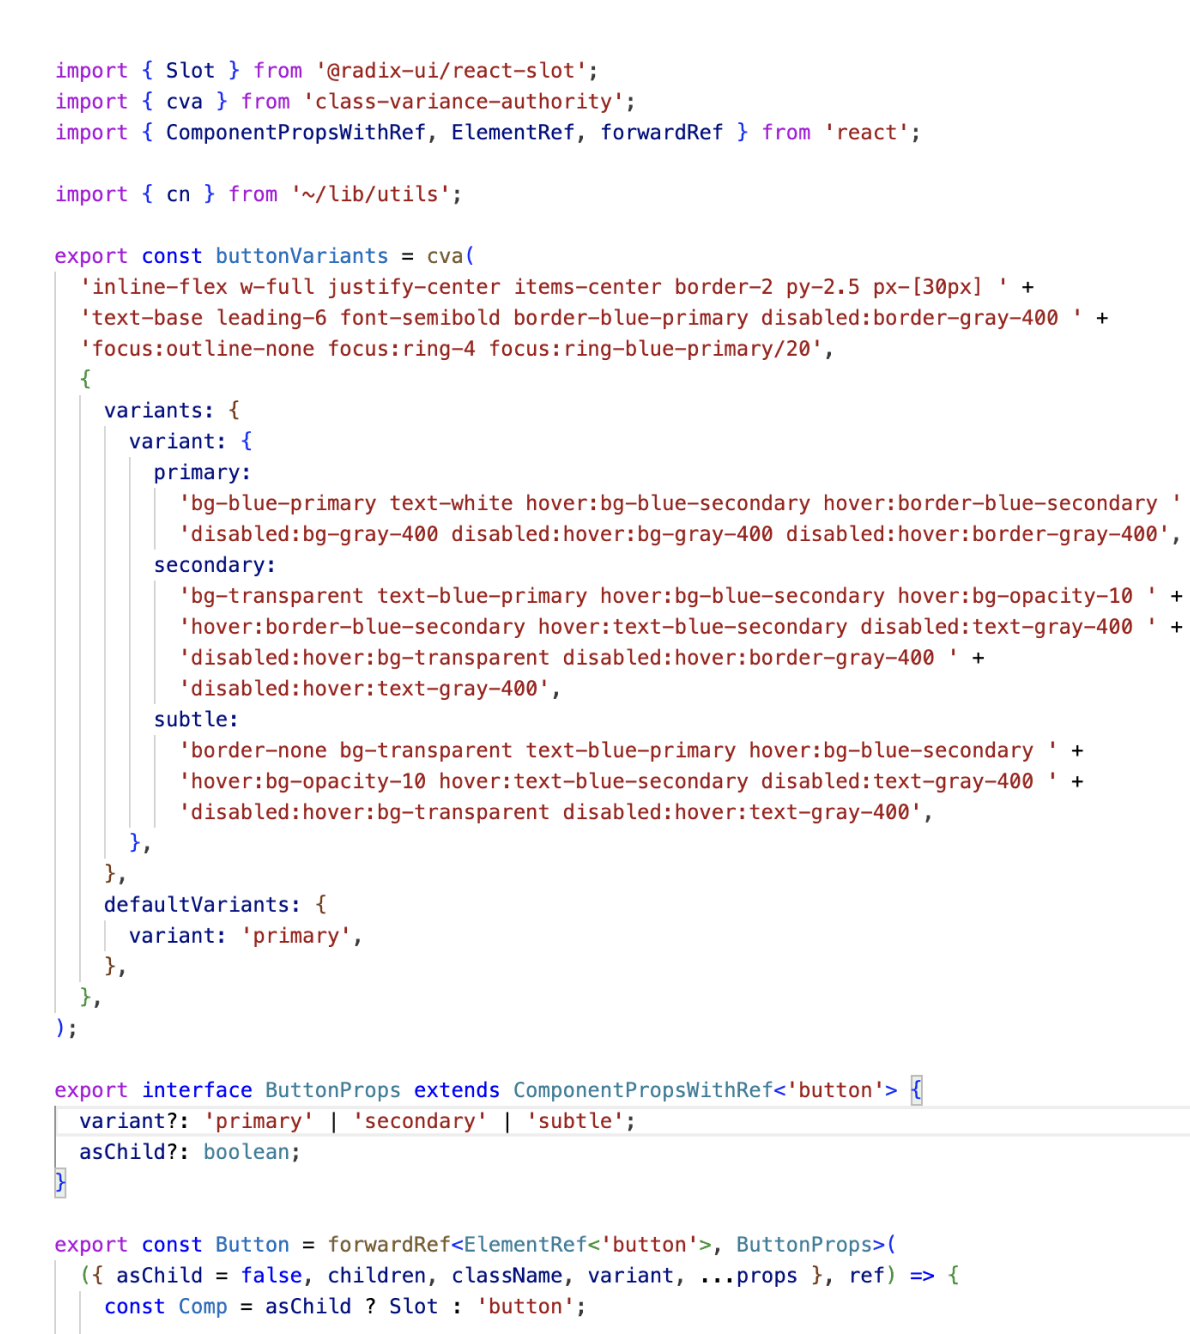 import { Slot } from '@radix-ui/react-slot';
import { cva } from 'class-variance-authority';
import { ComponentPropsWithRef, ElementRef, forwardRef } from 'react';

import { cn } from '~/lib/utils';

export const buttonVariants = cva(
  'inline-flex w-full justify-center items-center border-2 py-2.5 px-[30px] ' +
  'text-base leading-6 font-semibold border-blue-primary disabled:border-gray-400 ' +
  'focus:outline-none focus:ring-4 focus:ring-blue-primary/20',
  {
    variants: {
      variant: {
        primary:
          'bg-blue-primary text-white hover:bg-blue-secondary hover:border-blue-secondary '
          'disabled:bg-gray-400 disabled:hover:bg-gray-400 disabled:hover:border-gray-400',
        secondary:
          'bg-transparent text-blue-primary hover:bg-blue-secondary hover:bg-opacity-10 ' +
          'hover:border-blue-secondary hover:text-blue-secondary disabled:text-gray-400 ' +
          'disabled:hover:bg-transparent disabled:hover:border-gray-400 ' +
          'disabled:hover:text-gray-400',
        subtle:
          'border-none bg-transparent text-blue-primary hover:bg-blue-secondary ' +
          'hover:bg-opacity-10 hover:text-blue-secondary disabled:text-gray-400 ' +
          'disabled:hover:bg-transparent disabled:hover:text-gray-400',
      },
    },
    defaultVariants: {
      variant: 'primary',
    },
  },
);

export interface ButtonProps extends ComponentPropsWithRef<'button'> {
  variant?: 'primary' | 'secondary' | 'subtle';
  asChild?: boolean;
}

export const Button = forwardRef<ElementRef<'button'>, ButtonProps>(
  ({ asChild = false, children, className, variant, ...props }, ref) => {
    const Comp = asChild ? Slot : 'button';